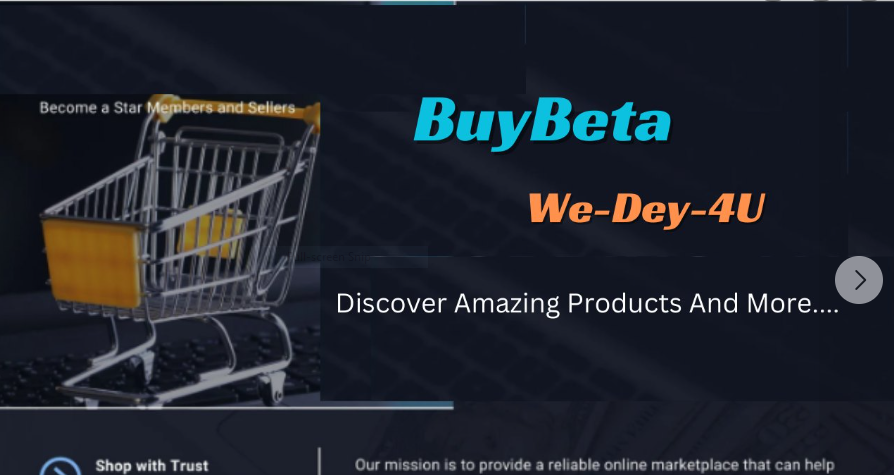 Become a Star Members and Sellers
BuyBeta
We-Dey-4U
Discover Amazing Products And More....
Shop with Trust
Our mission is to provide a reliable online marketplace that can help